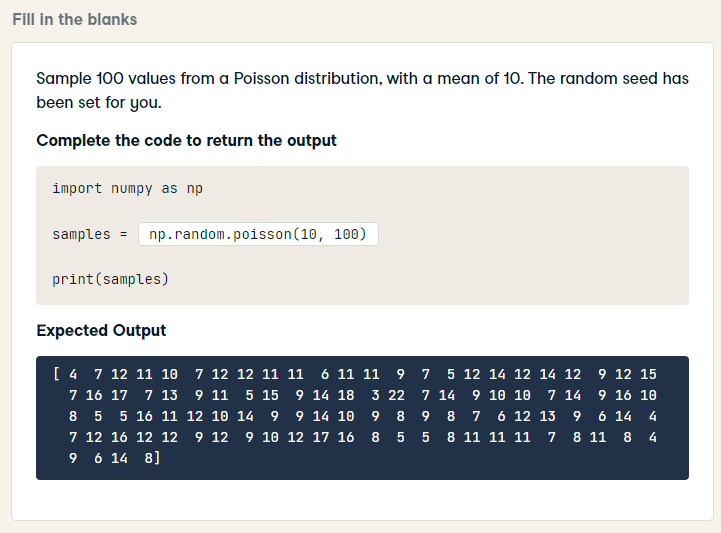 Fill in the blanks
Sample 100 values from a Poisson distribution, with a mean of 10. The random seed has
been set for you.
Complete the code to return the output
import numpy as np
samples = np.random.poisson(10, 100)
print(samples)
Expected Output
[ 4  7 12 11 10  7 12 12 11 11  6 11 11  9  7  5 12 14 12 14 12  9 12 15
  7 16 17  7 13  9 11  5 15  9 14 18  3 22  7 14  9 10 10  7 14  9 16 10
  8  5  5 16 11 12 10 14  9  9 14 10  9  8  9  8  7  6 12 13  9  6 14  4
  7 12 16 12 12  9 12  9 10 12 17 16  8  5  5  8 11 11 11  7  8 11  8  4
  9  6 14  8]